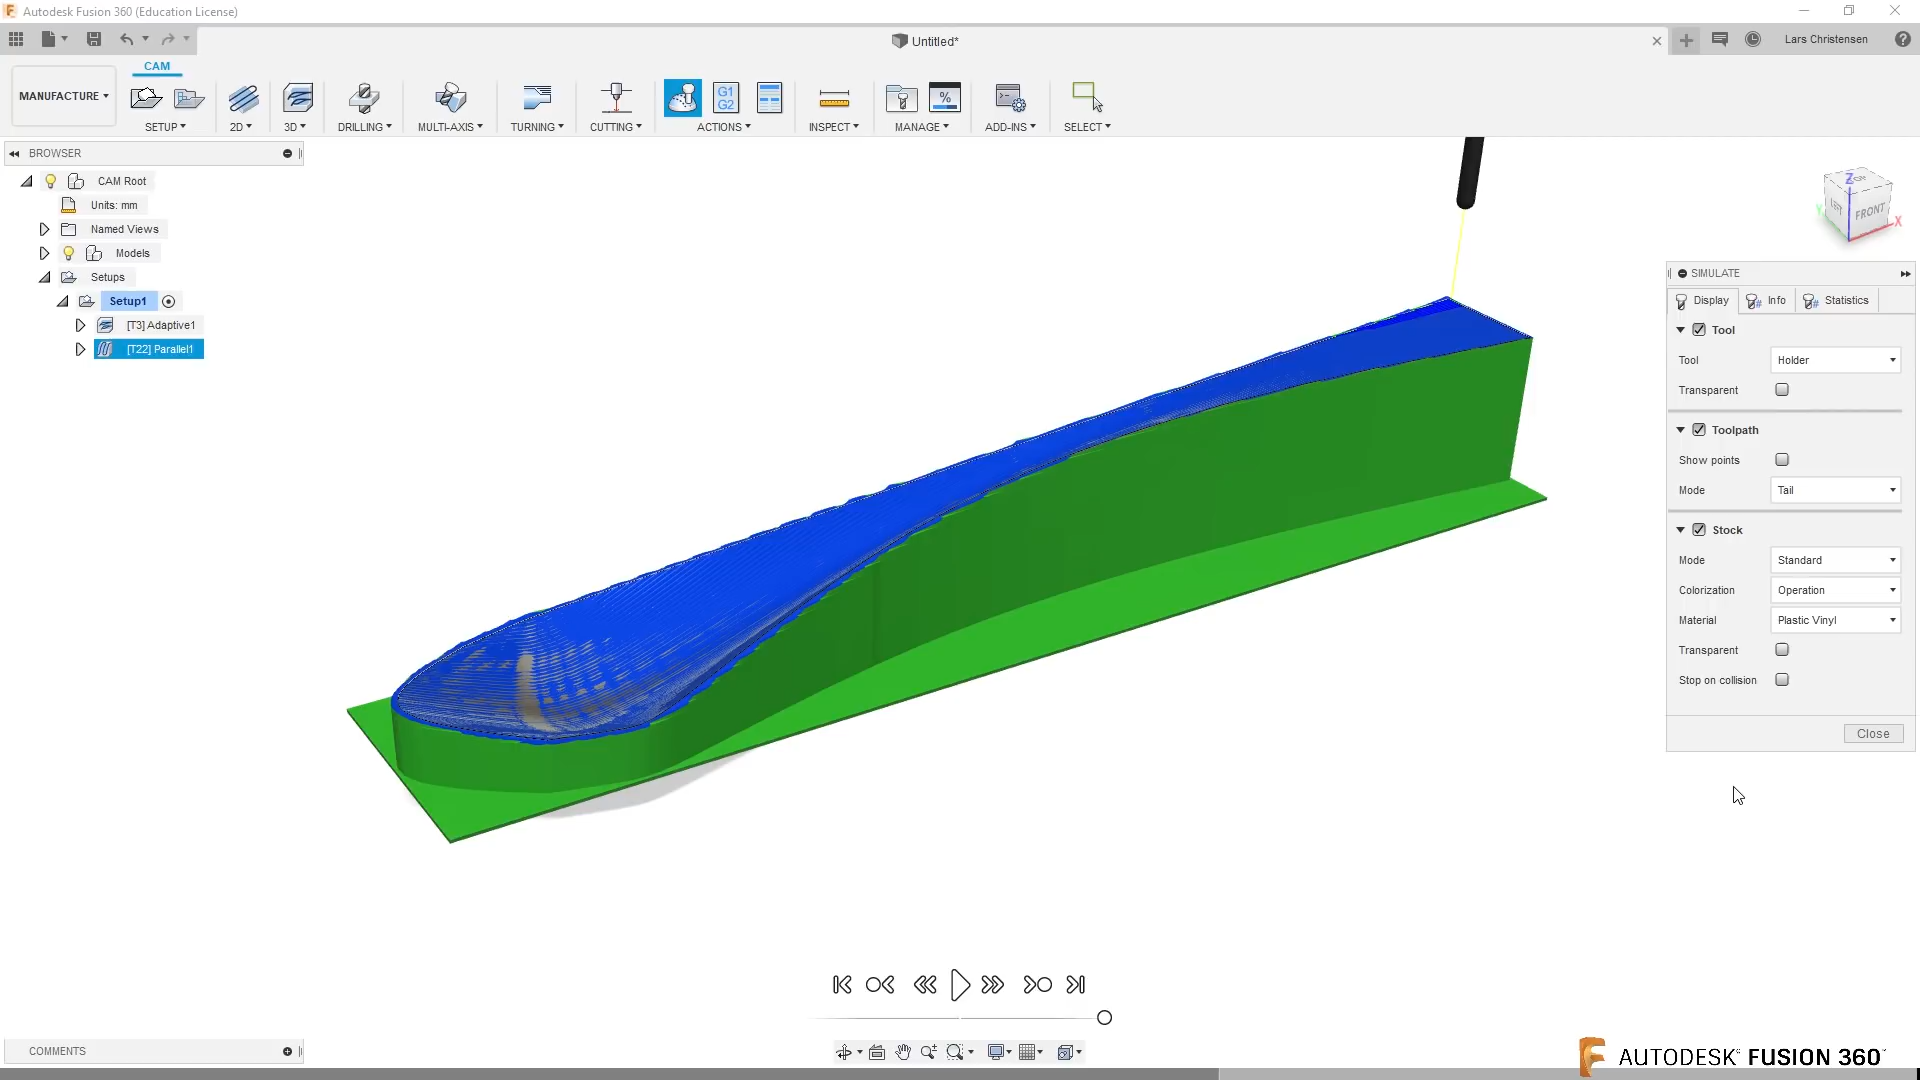 Autodesk Fusion 360 (Education License)
Untitled*
Lars Christensen
CAM
MANUFACTURE
G1
G2
%
SETUP
2D
3D
DRILLING
MULTI-AXIS
TURNING
CUTTING
ACTIONS
INSPECT
MANAGE
ADD-INS
SELECT
BROWSER
CAM Root
Units: mm
Named Views
Models
Setups
Setup1
[T3] Adaptive1
[T22] Parallel1
Z
LEFT
FRONT
Y
X
SIMULATE
Display
Info
Statistics
Tool
Tool Holder
Transparent
Toolpath
Show points
Mode Tail
Stock
Mode Standard
Colorization Operation
Material Plastic Vinyl
Transparent
Stop on collision
Close
COMMENTS
AUTODESK FUSION 360